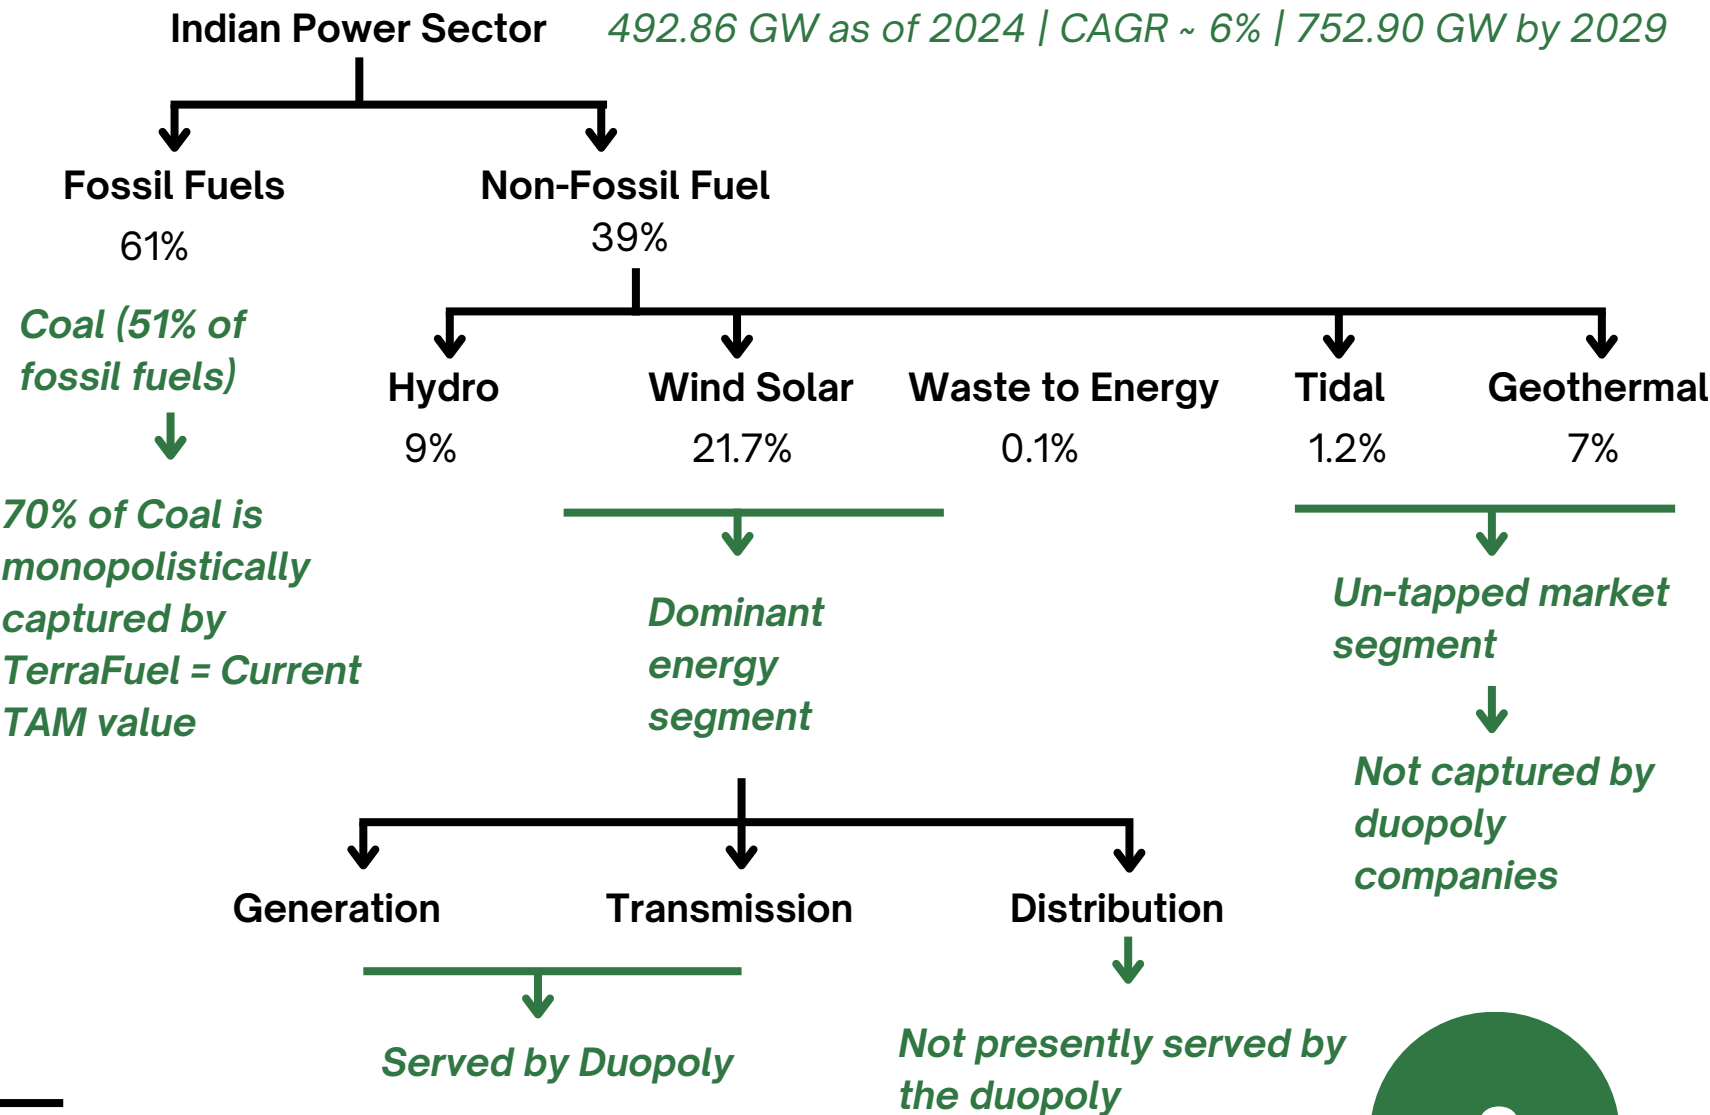 Indian Power Sector
492.86 GW as of 2024 | CAGR ~ 6% | 752.90 GW by 2029
Fossil Fuels
61%
Non-Fossil Fuel
39%
Coal (51% of
fossil fuels)
70% of Coal is
monopolistically
captured by
TerraFuel = Current
TAM value
Hydro
9%
Wind Solar
21.7%
Waste to Energy
0.1%
Tidal
1.2%
Geothermal
7%
Dominant
energy
segment
Un-tapped market
segment
Not captured by
duopoly
companies
Generation
Transmission
Distribution
Served by Duopoly
Not presently served by
the duopoly